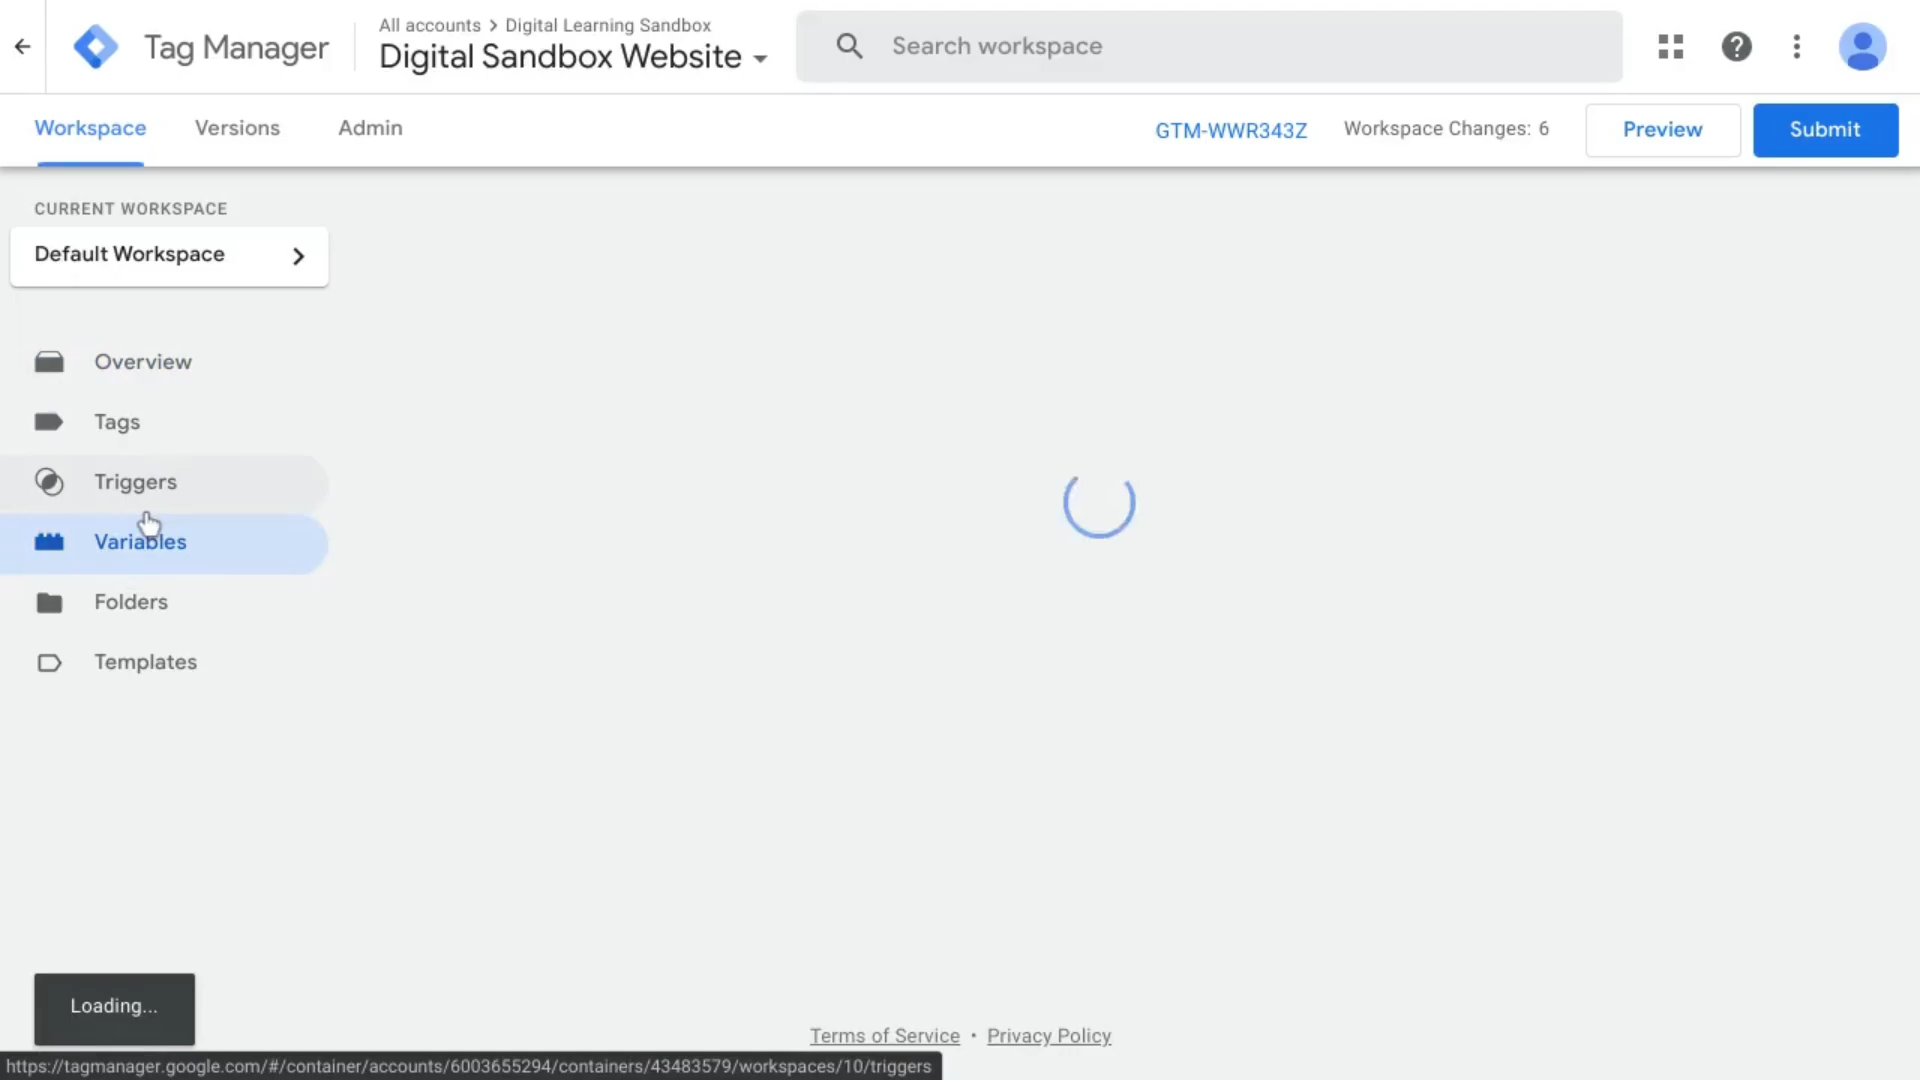 Tag Manager
All accounts > Digital Learning Sandbox
Digital Sandbox Website
Search workspace
Workspace
Versions
Admin
GTM-WWR343Z
Workspace Changes: 6
Preview
Submit
CURRENT WORKSPACE
Default Workspace
Overview
Tags
Triggers
Variables
Folders
Templates
Loading...
Terms of Service • Privacy Policy
https://tagmanager.google.com/#/container/accounts/6003655294/containers/43483579/workspaces/10/triggers